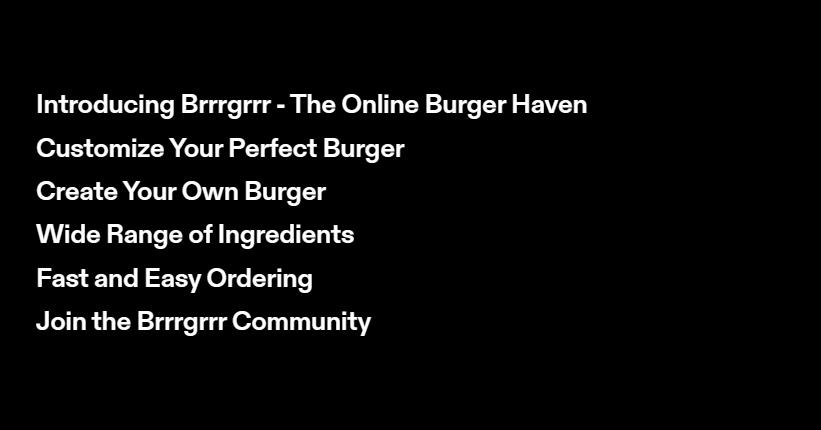 Introducing Brrrgrrr - The Online Burger Haven
Customize Your Perfect Burger
Create Your Own Burger
Wide Range of Ingredients
Fast and Easy Ordering
Join the Brrrgrrr Community